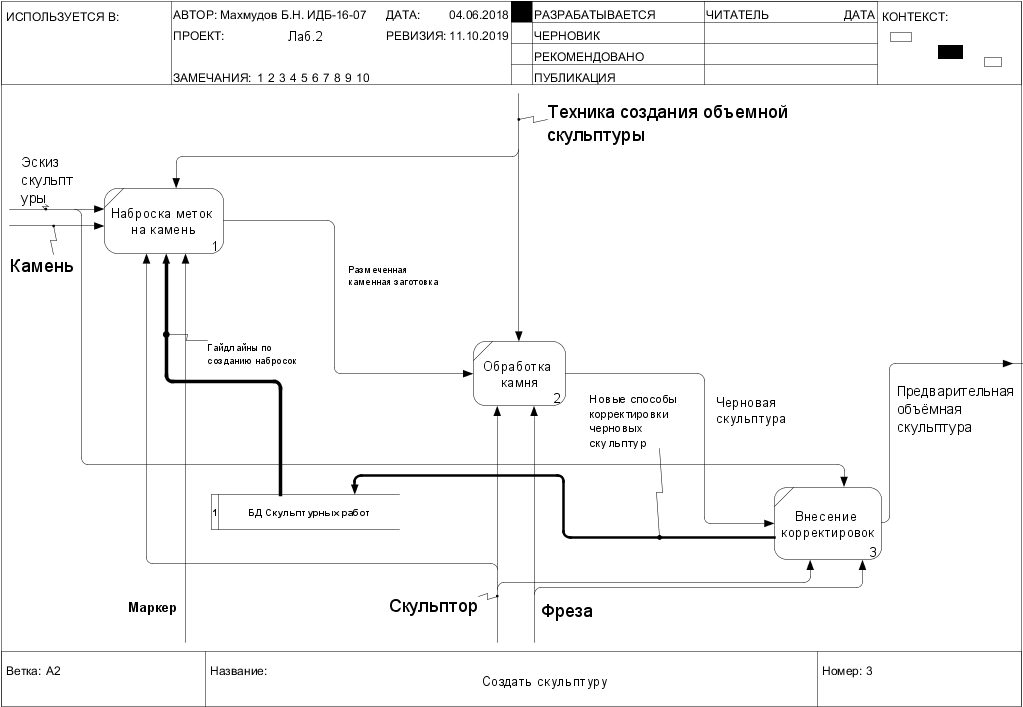 ИСПОЛЬЗУЕТСЯ В:
АВТОР: Махмудов Б.Н. ИДБ-16-07
ДАТА: 04.06.2018
ПРОЕКТ: Лаб.2
РЕВИЗИЯ: 11.10.2019
ЗАМЕЧАНИЯ: 1 2 3 4 5 6 7 8 9 10
РАЗРАБАТЫВАЕТСЯ
ЧЕРНОВИК
РЕКОМЕНДОВАНО
ПУБЛИКАЦИЯ
ЧИТАТЕЛЬ
ДАТА
КОНТЕКСТ:
Техника создания объемной
скульптуры
Эскиз
скульпт
уры
Наброска меток
на камень
1
Камень
Размеченная
каменная заготовка
Гайдлайны по
созданию набросок
Обработка
камня
2
Новые способы
корректировки
черновых
скульптур
Черновая
скульптура
Предварительная
объёмная
скульптура
1
БД Скульптурных работ
Внесение
корректировок
3
Маркер
Скульптор
Фреза
Ветка: A2
Название:
Создать скульптуру
Номер: 3